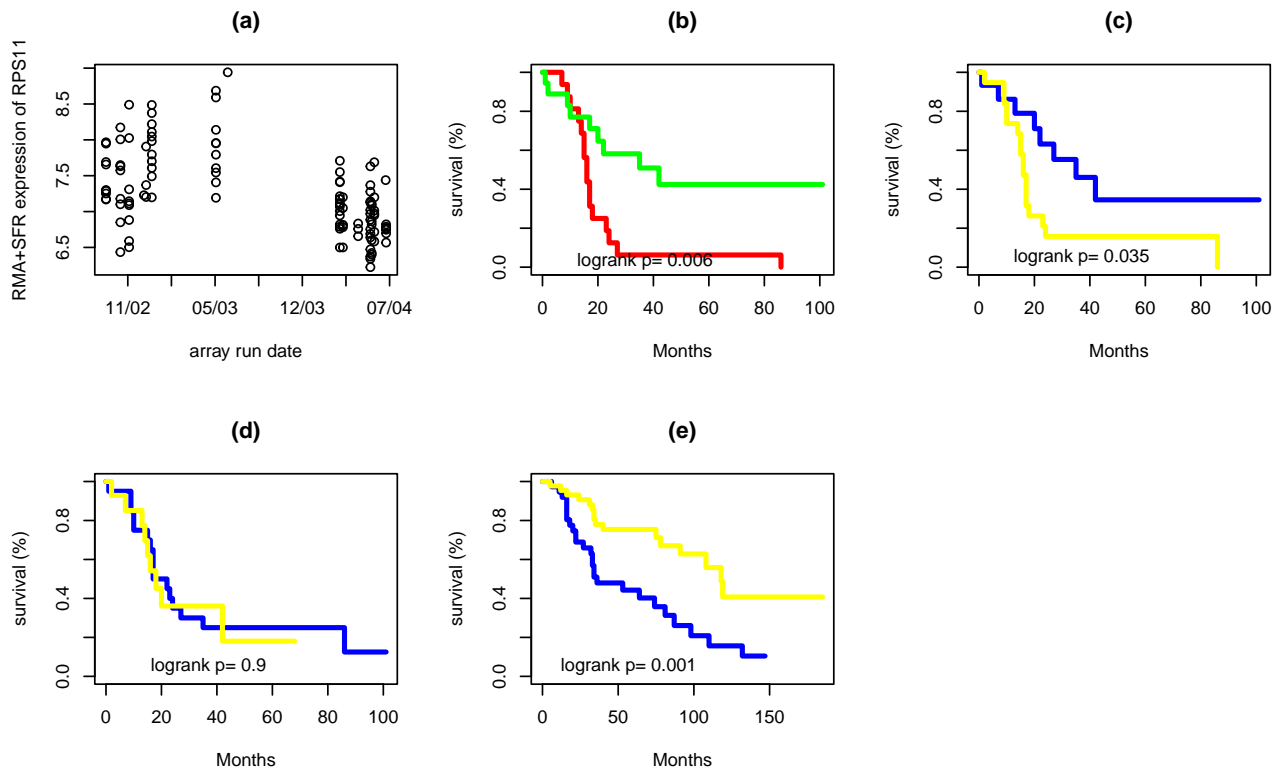 (a)
RMA+SFR expression of RPS11
8.5
7.5
6.5
11/02 05/03 12/03 07/04
array run date
(b)
survival (%)
0.8
0.4
0.0
logrank p= 0.006
0 20 40 60 80 100
Months
(c)
survival (%)
0.8
0.4
0.0
logrank p= 0.035
0 20 40 60 80 100
Months
(d)
survival (%)
0.8
0.4
0.0
logrank p= 0.9
0 20 40 60 80 100
Months
(e)
survival (%)
0.8
0.4
0.0
logrank p= 0.001
0 50 100 150
Months